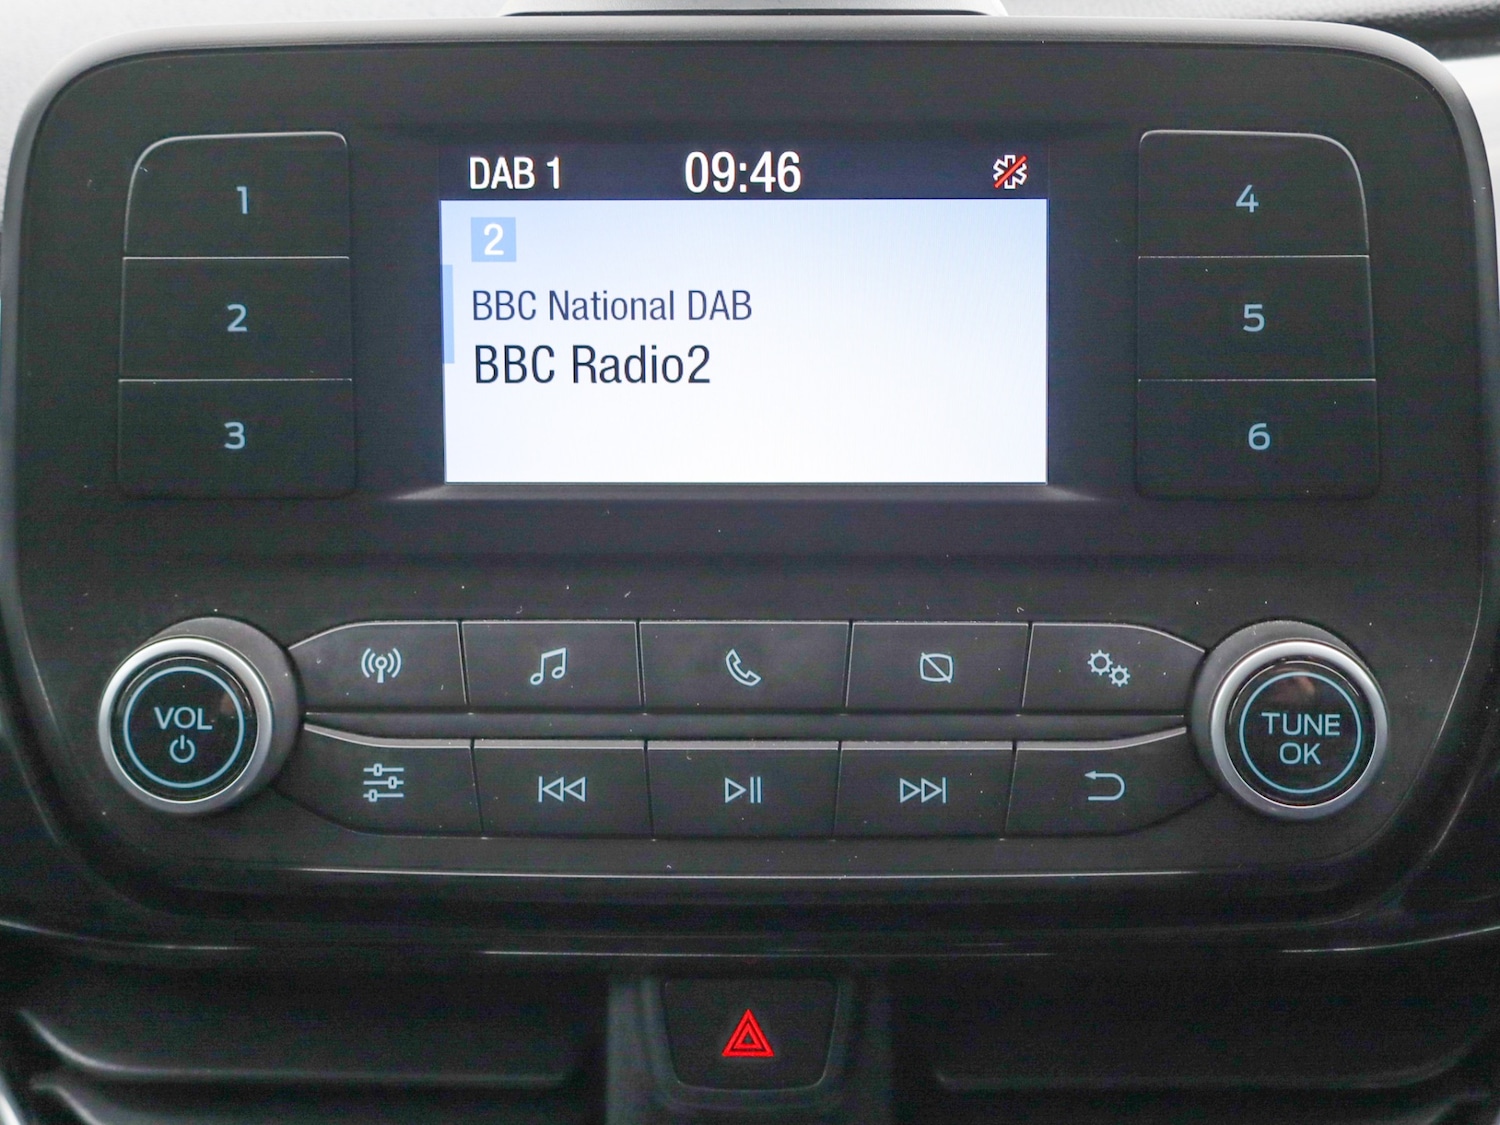 DAB 1 09:46
2
BBC National DAB
BBC Radio2
1
2
3
4
5
6
VOL
TUNE
OK